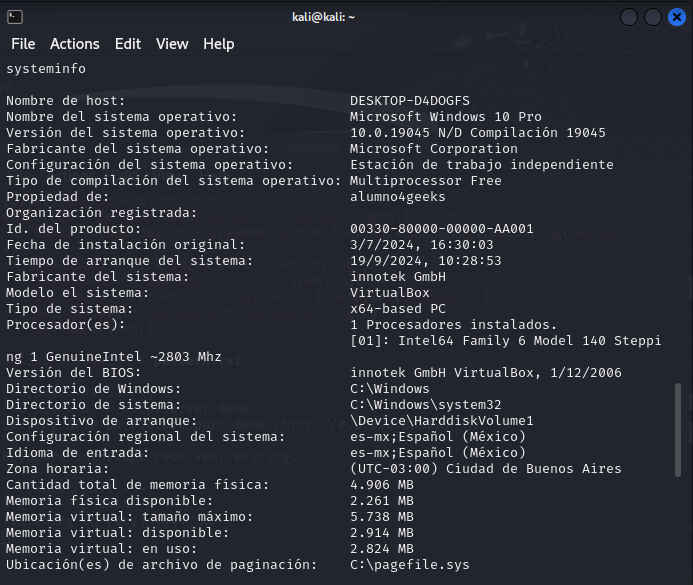 kali@kali: ~
File Actions Edit View Help
systeminfo
Nombre de host: DESKTOP-D4DOGFS
Nombre del sistema operativo: Microsoft Windows 10 Pro
Versión del sistema operativo: 10.0.19045 N/D Compilación 19045
Fabricante del sistema operativo: Microsoft Corporation
Configuración del sistema operativo: Estación de trabajo independiente
Tipo de compilación del sistema operativo: Multiprocessor Free
Propiedad de: alumno4geeks
Organización registrada:
Id. del producto: 00330-80000-00000-AA001
Fecha de instalación original: 3/7/2024, 16:30:03
Tiempo de arranque del sistema: 19/9/2024, 10:28:53
Fabricante del sistema: innotek GmbH
Modelo el sistema: VirtualBox
Tipo de sistema: x64-based PC
Procesador(es): 1 Procesadores instalados.
[01]: Intel64 Family 6 Model 140 Steppi
ng 1 GenuineIntel ~2803 Mhz
Versión del BIOS: innotek GmbH VirtualBox, 1/12/2006
Directorio de Windows: C:\Windows
Directorio de sistema: C:\Windows\system32
Dispositivo de arranque: \Device\HarddiskVolume1
Configuración regional del sistema: es-mx;Español (México)
Idioma de entrada: es-mx;Español (México)
Zona horaria: (UTC-03:00) Ciudad de Buenos Aires
Cantidad total de memoria física: 4.906 MB
Memoria física disponible: 2.261 MB
Memoria virtual: tamaño máximo: 5.738 MB
Memoria virtual: disponible: 2.914 MB
Memoria virtual: en uso: 2.824 MB
Ubicación(es) de archivo de paginación: C:\pagefile.sys